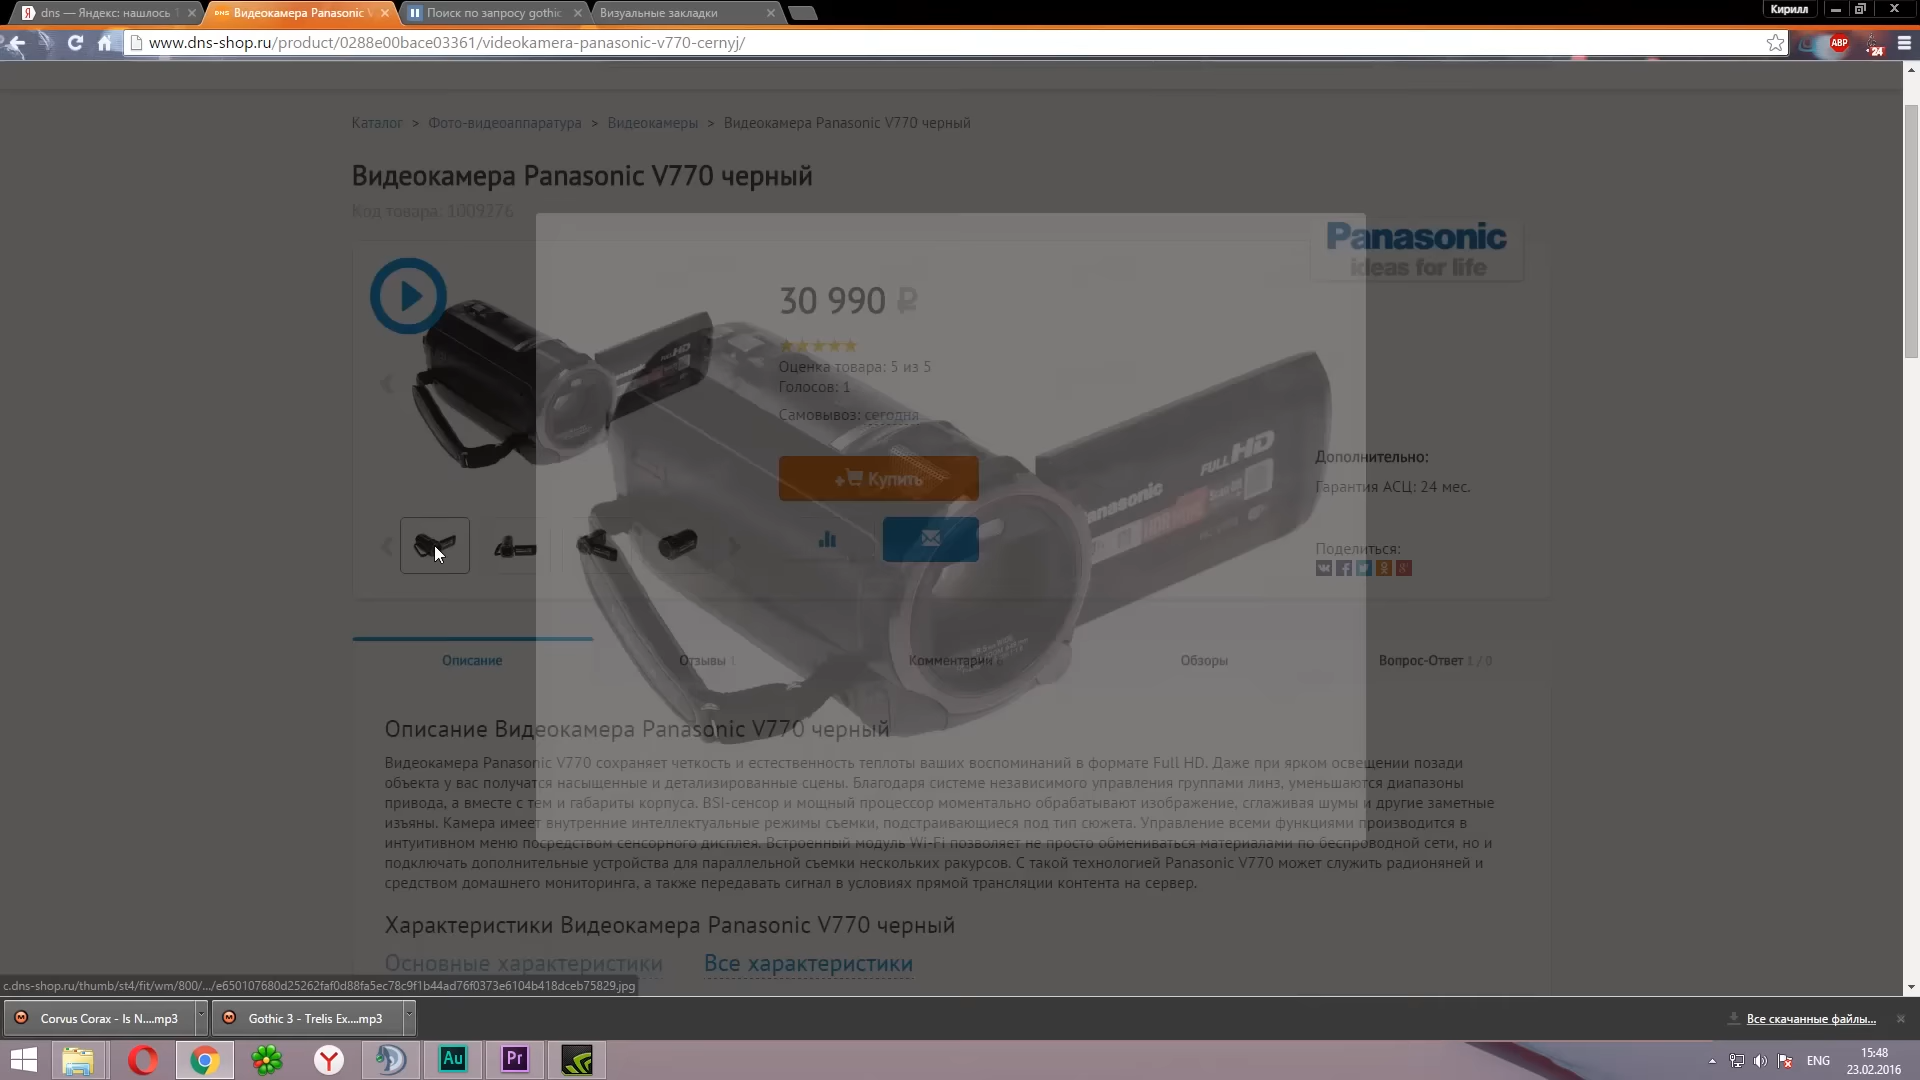 dns — Яндекс: нашлось
Видеокамера Panasonic V
Поиск по запросу gothic
Визуальные закладки
Кирилл
www.dns-shop.ru/product/0288e00bace03361/videokamera-panasonic-v770-cernyj/
ABP
24
Каталог > Фото-видеоаппаратура > Видеокамеры > Видеокамера Panasonic V770 черный
Видеокамера Panasonic V770 черный
Код товара: 1009276
Panasonic
ideas for life
30 990 ₽
Оценка товара: 5 из 5
Голосов: 1
Самовывоз: сегодня
FULL HD
Panasonic
Дополнительно:
+ Купить
Гарантия АСЦ: 24 мес.
Поделиться:
Описание
Отзывы 1
Комментарии 6
Обзоры
Вопрос-Ответ 1 / 0
Описание Видеокамера Panasonic V770 черный
Видеокамера Panasonic V770 сохраняет четкость и естественность теплоты ваших воспоминаний в формате Full HD. Даже при ярком освещении позади
объекта у вас получатся насыщенные и детализированные сцены. Благодаря системе независимого управления группами линз, уменьшаются диапазоны
привода, а вместе с тем и габариты корпуса. BSI-сенсор и мощный процессор моментально обрабатывают изображение, сглаживая шумы и другие заметные
изъяны. Камера имеет внутренние интеллектуальные режимы съемки, подстраивающиеся под тип сюжета. Управление всеми функциями производится в
интуитивном меню посредством сенсорного дисплея. Встроенный модуль Wi-Fi позволяет не просто обмениваться материалами по беспроводной сети, но и
подключать дополнительные устройства для параллельной съемки нескольких ракурсов. С такой технологией Panasonic V770 может служить радионяней и
средством домашнего мониторинга, а также передавать сигнал в условиях прямой трансляции контента на сервер.
Характеристики Видеокамера Panasonic V770 черный
Основные характеристики Все характеристики
c.dns-shop.ru/thumb/st4/fit/wm/800/.../e650107680d25262faf0d88fa5ec78c9f1b44ad76f0373e6104b418dceb75829.jpg
Corvus Corax - Is N....mp3
Gothic 3 - Trelis Ex....mp3
Все скачанные файлы...
Au
Pr
ENG
15:48
23.02.2016